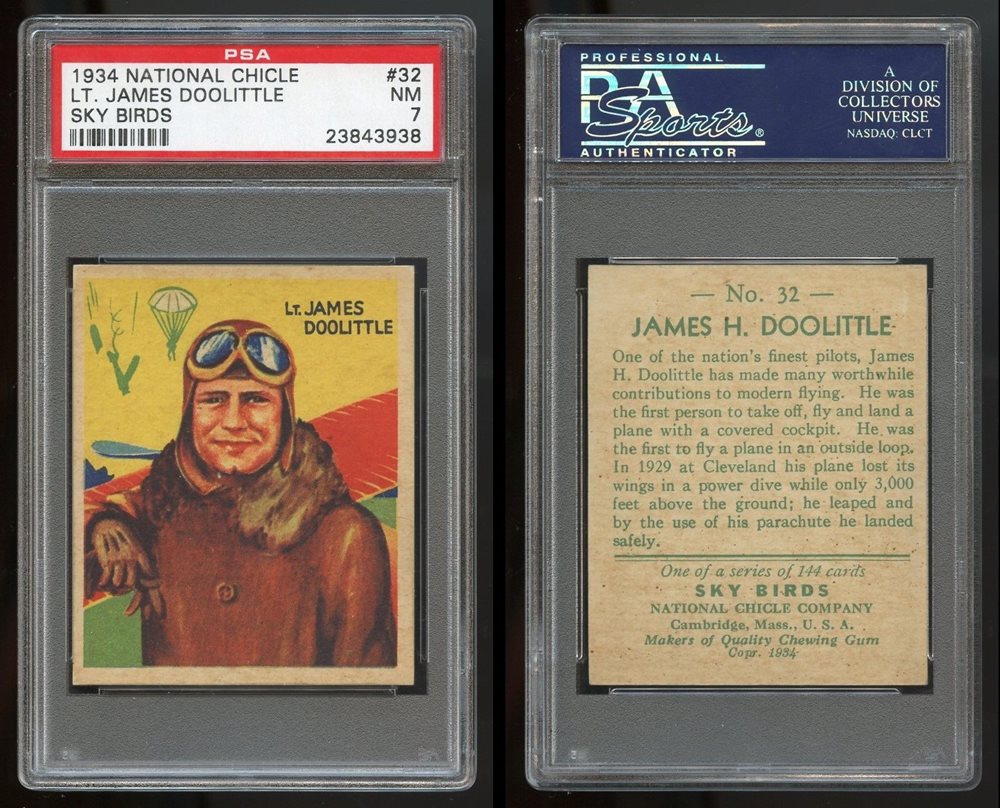 PSA
1934 NATIONAL CHICLE #32
LT. JAMES DOOLITTLE NM
SKY BIRDS 7
23843938
LT. JAMES
DOOLITTLE
PROFESSIONAL
PSA
Sports®
AUTHENTICATOR
A
DIVISION OF
COLLECTORS
UNIVERSE
NASDAQ: CLCT
— No. 32 —
JAMES H. DOOLITTLE
One of the nation's finest pilots, James
H. Doolittle has made many worthwhile
contributions to modern flying. He was
the first person to take off, fly and land a
plane with a covered cockpit. He was
the first to fly a plane in an outside loop.
In 1929 at Cleveland his plane lost its
wings in a power dive while only 3,000
feet above the ground; he leaped and
by the use of his parachute he landed
safely.
One of a series of 144 cards
SKY BIRDS
NATIONAL CHICLE COMPANY
Cambridge, Mass., U. S. A.
Makers of Quality Chewing Gum
Copr. 1934